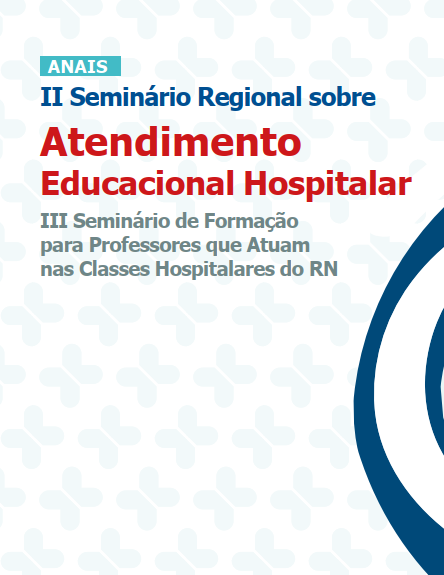 ANAIS
II Seminário Regional sobre
Atendimento
Educacional Hospitalar
III Seminário de Formação
para Professores que Atuam
nas Classes Hospitalares do RN